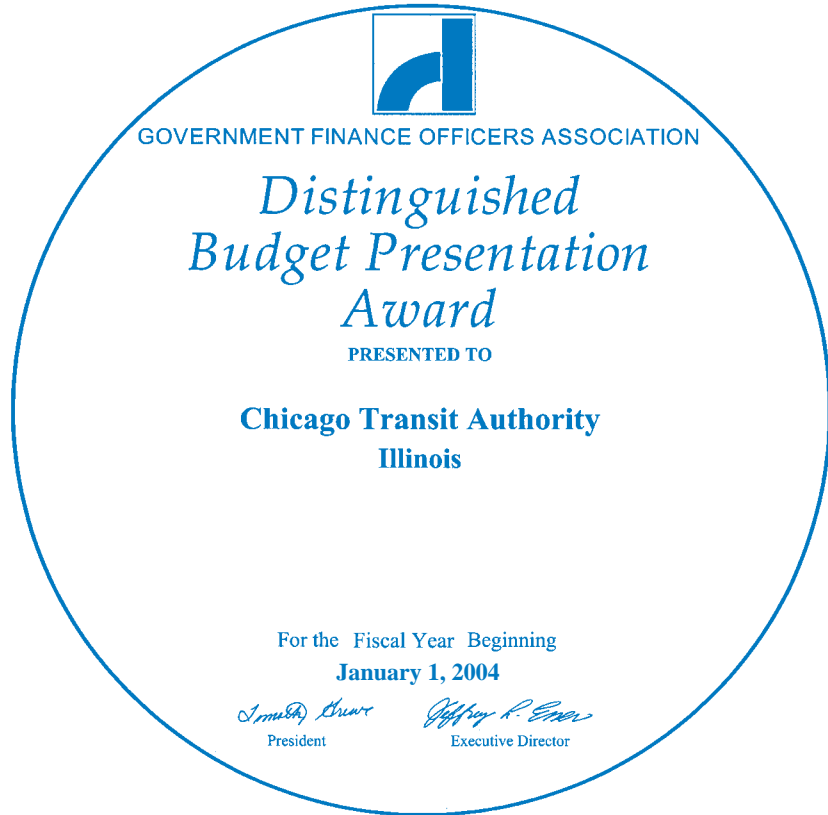 GOVERNMENT FINANCE OFFICERS ASSOCIATION
Distinguished
Budget Presentation
Award
PRESENTED TO
Chicago Transit Authority
Illinois
For the Fiscal Year Beginning
January 1, 2004
President Executive Director